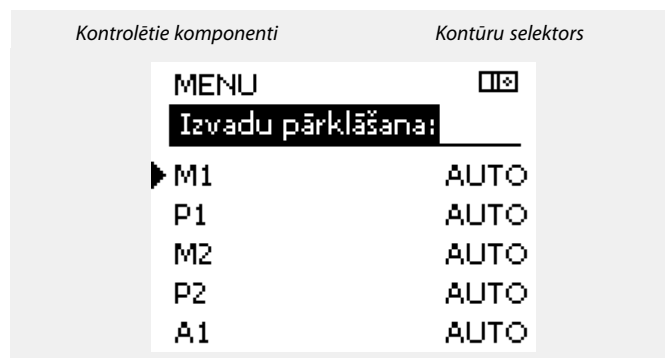 Kontrolētie komponenti Kontūru selektors
MENU
Izvadu pārklāšana:
M1 AUTO
P1 AUTO
M2 AUTO
P2 AUTO
A1 AUTO